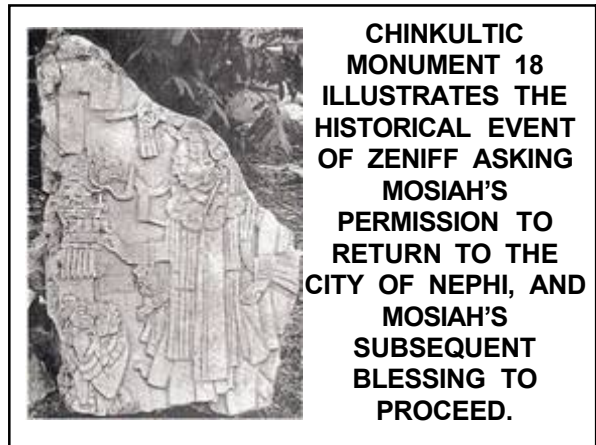 CHINKULTIC
MONUMENT 18
ILLUSTRATES THE
HISTORICAL EVENT
OF ZENIFF ASKING
MOSIAH'S
PERMISSION TO
RETURN TO THE
CITY OF NEPHI, AND
MOSIAH'S
SUBSEQUENT
BLESSING TO
PROCEED.